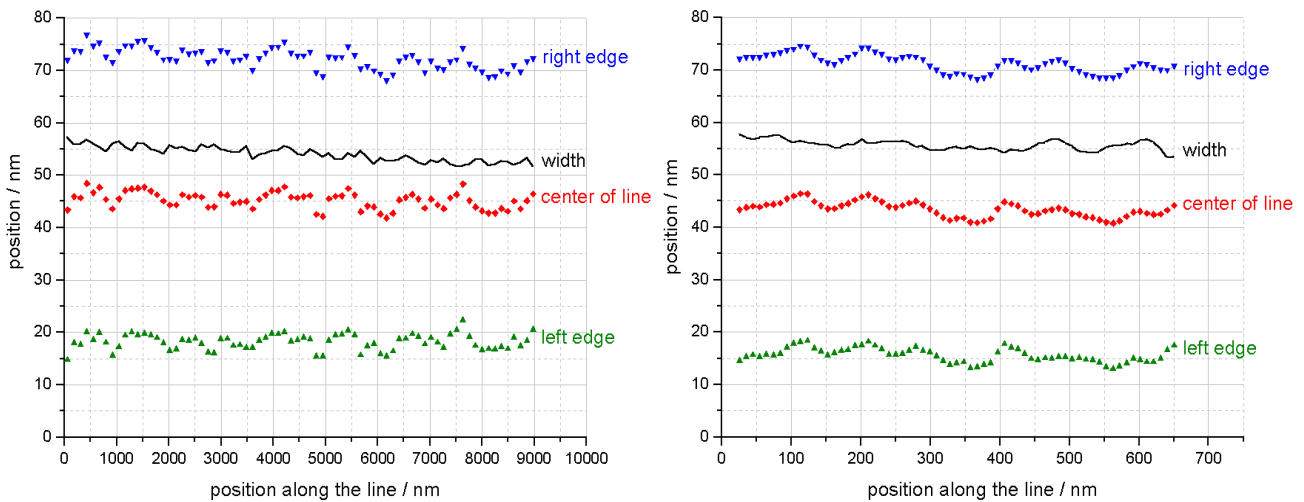 80
70
60
50
40
30
20
10
0
position / nm
right edge
width
center of line
left edge
0 1000 2000 3000 4000 5000 6000 7000 8000 9000 10000
position along the line / nm
80
70
60
50
40
30
20
10
0
position / nm
right edge
width
center of line
left edge
0 100 200 300 400 500 600 700
position along the line / nm